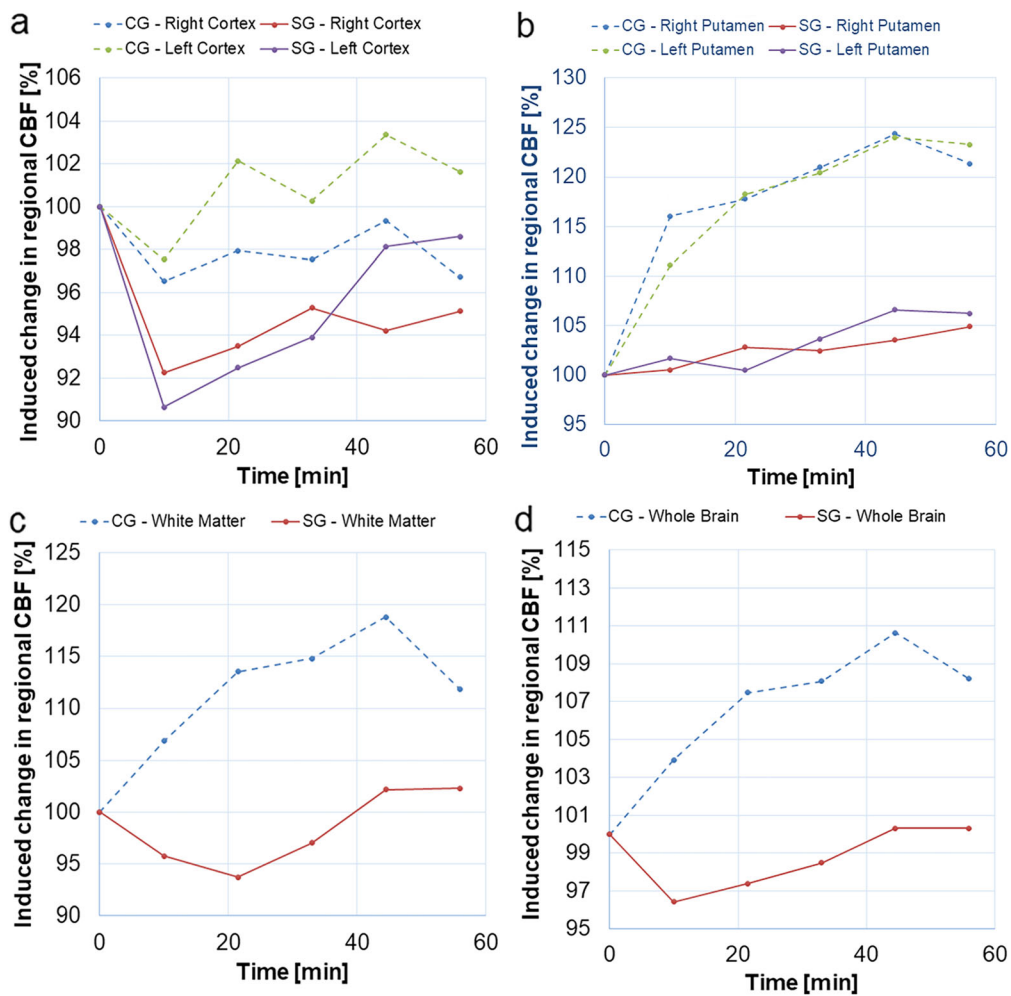 a
CG - Right Cortex SG - Right Cortex
CG - Left Cortex SG - Left Cortex
Induced change in regional CBF [%]
106
104
102
100
98
96
94
92
90
0 20 40 60
Time [min]
b
CG - Right Putamen SG - Right Putamen
CG - Left Putamen SG - Left Putamen
Induced change in regional CBF [%]
130
125
120
115
110
105
100
95
0 20 40 60
Time [min]
c
CG - White Matter SG - White Matter
Induced change in regional CBF [%]
125
120
115
110
105
100
95
90
0 20 40 60
Time [min]
d
CG - Whole Brain SG - Whole Brain
Induced change in regional CBF [%]
115
113
111
109
107
105
103
101
99
97
95
0 20 40 60
Time [min]